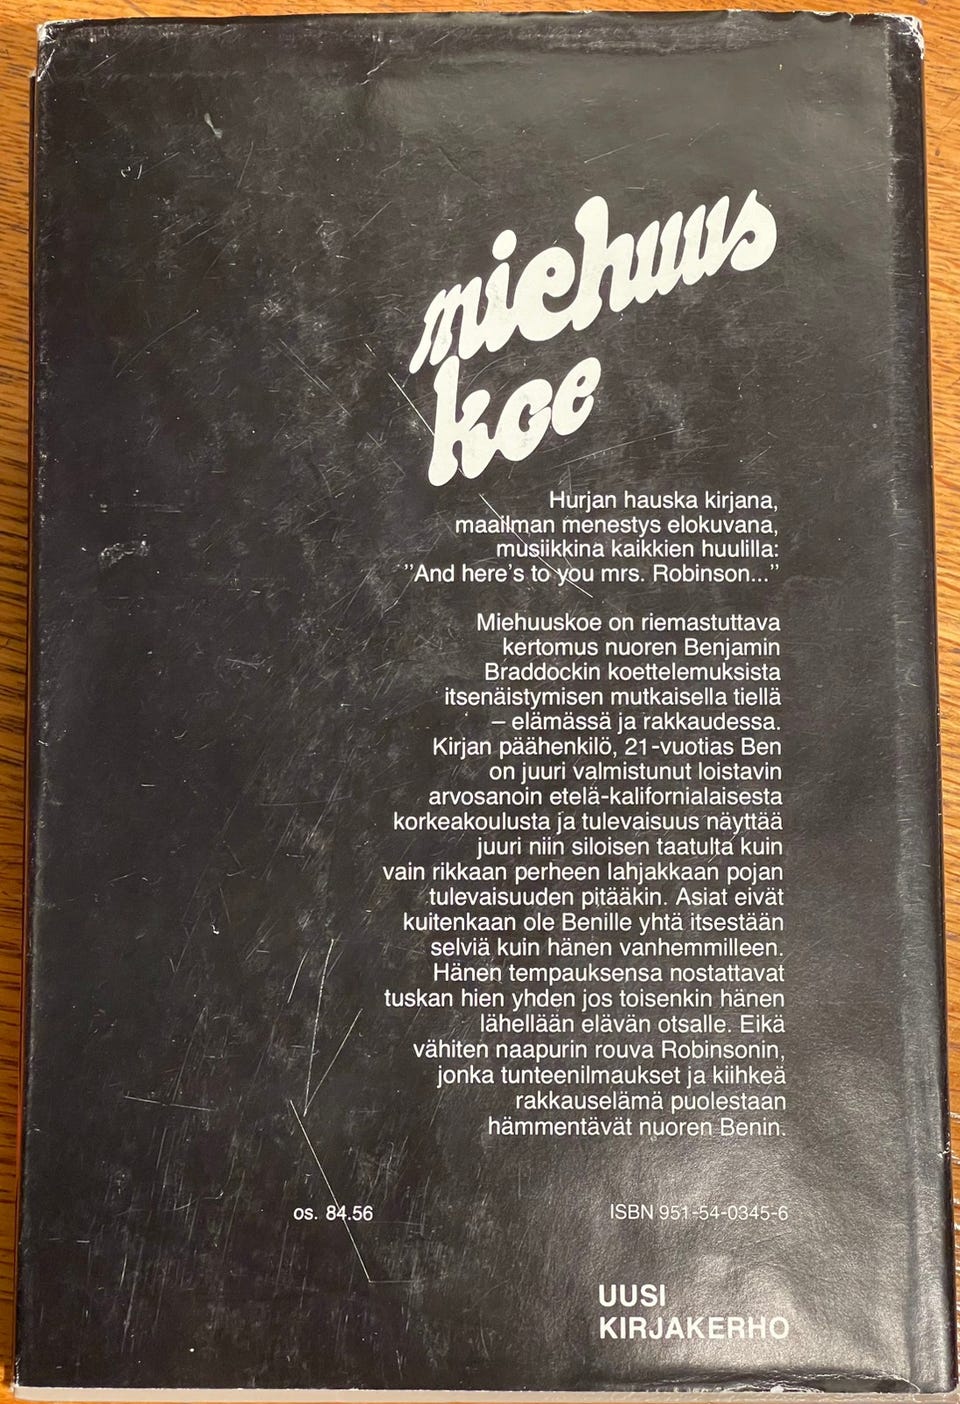 miehuus
koe
Hurjan hauska kirjana,
maailman menestys elokuvana,
musiikkina kaikkien huulilla:
”And here’s to you mrs. Robinson...”
Miehuuskoe on riemastuttava
kertomus nuoren Benjamin
Braddockin koettelemuksista
itsenäistymisen mutkaisella tiellä
– elämässä ja rakkaudessa.
Kirjan päähenkilö, 21-vuotias Ben
on juuri valmistunut loistavin
arvosanoin etelä-kalifornialaisesta
korkeakoulusta ja tulevaisuus näyttää
juuri niin siloisen taatulta kuin
vain rikkaan perheen lahjakkaan pojan
tulevaisuuden pitääkin. Asiat eivät
kuitenkaan ole Benille yhtä itsestään
selviä kuin hänen vanhemmilleen.
Hänen tempauksensa nostattavat
tuskan hien yhden jos toisenkin hänen
lähellään elävän otsalle. Eikä
vähiten naapurin rouva Robinsonin,
jonka tunteenilmaukset ja kiihkeä
rakkauselämä puolestaan
hämmentävät nuoren Benin.
os. 84.56
ISBN 951-54-0345-6
UUSI
KIRJAKERHO